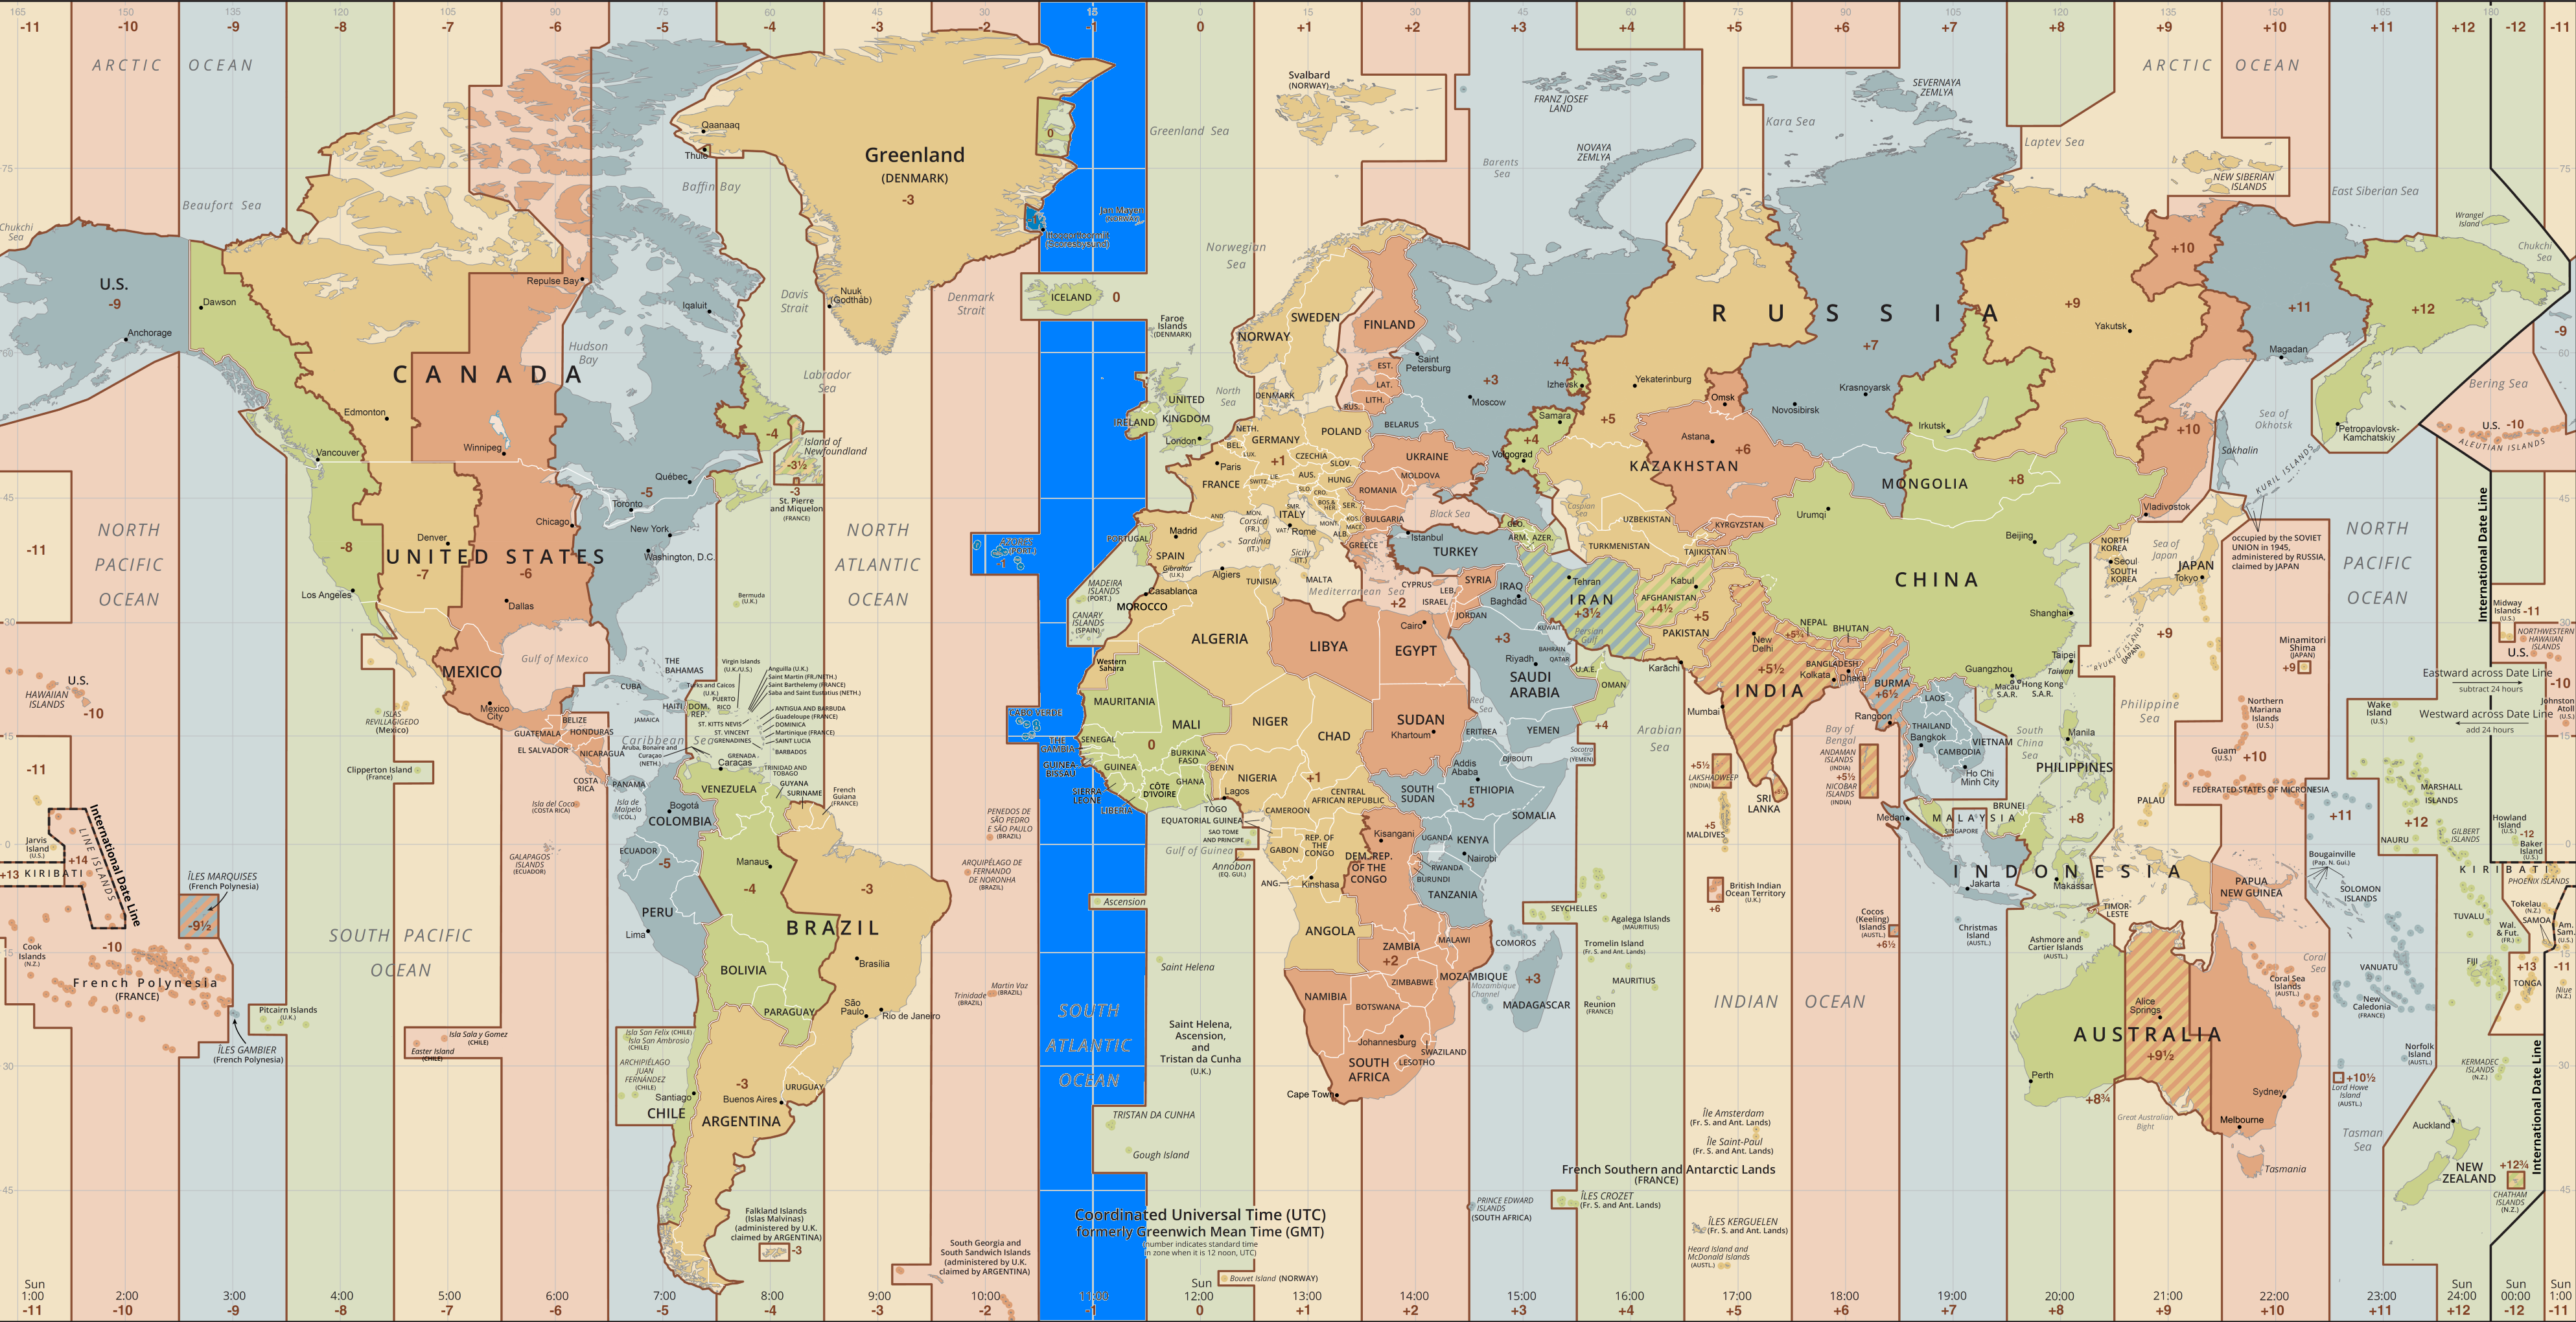 165 150 135 120 105 90 75 60 45 30 15 0 15 30 45 60 75 90 105 120 135 150 165 180
-11 -10 -9 -8 -7 -6 -5 -4 -3 -2 -1 0 +1 +2 +3 +4 +5 +6 +7 +8 +9 +10 +11 +12 -12 -11
ARCTIC OCEAN
ARCTIC OCEAN
Chukchi
Sea
Beaufort Sea
U.S.
-9
Anchorage
Dawson
CANADA
Edmonton
Vancouver
Winnipeg
Repulse Bay
Hudson
Bay
Iqaluit
Baffin Bay
Qaanaaq
Thule
Greenland
(DENMARK)
-3
0
-1
Nuuk
(Godthåb)
Davis
Strait
Denmark
Strait
Labrador
Sea
-4
Island of
Newfoundland
-3½
-3
St. Pierre
and Miquelon
(FRANCE)
Québec
-5
Toronto
New York
Washington, D.C.
Chicago
Denver
UNITED STATES
-8
-7
-6
Los Angeles
Dallas
NORTH
PACIFIC
OCEAN
-11
U.S.
HAWAIIAN
ISLANDS
-10
NORTH
ATLANTIC
OCEAN
Bermuda
(U.K.)
Gulf of Mexico
MEXICO
Mexico
City
ISLAS
REVILLAGIGEDO
(Mexico)
THE
BAHAMAS
CUBA
Turks and Caicos
(U.K.)
Virgin Islands
(U.K./U.S.)
Anguilla (U.K.)
Saint Martin (FR./NETH.)
Saint Barthelemy (FRANCE)
Saba and Saint Eustatius (NETH.)
HAITI
DOM.
REP.
PUERTO
RICO
JAMAICA
ST. KITTS NEVIS
ST. VINCENT
GRENADINES
ANTIGUA AND BARBUDA
Guadeloupe (FRANCE)
DOMINICA
Martinique (FRANCE)
SAINT LUCIA
BARBADOS
GRENADA
TRINIDAD AND
TOBAGO
Caribbean Sea
Aruba, Bonaire and
Curaçao
(NETH.)
BELIZE
GUATEMALA
HONDURAS
EL SALVADOR
NICARAGUA
COSTA
RICA
PANAMA
Clipperton Island
(France)
Isla del Coco
(COSTA RICA)
Isla de
Malpelo
(COL.)
Caracas
VENEZUELA
GUYANA
SURINAME
French
Guiana
(FRANCE)
Bogotá
COLOMBIA
ECUADOR
-5
GALAPAGOS
ISLANDS
(ECUADOR)
Manaus
-4
-3
PERU
Lima
BRAZIL
BOLIVIA
Brasília
São
Paulo
Rio de Janeiro
PARAGUAY
-3
URUGUAY
Buenos Aires
Santiago
CHILE
ARGENTINA
Isla San Felix (CHILE)
Isla San Ambrosio
(CHILE)
ARCHIPIÉLAGO
JUAN
FERNÁNDEZ
(CHILE)
Isla Sala y Gomez
(CHILE)
Easter Island
(CHILE)
Falkland Islands
(Islas Malvinas)
(administered by U.K.
claimed by ARGENTINA)
-3
South Georgia and
South Sandwich Islands
(administered by U.K.
claimed by ARGENTINA)
PENEDOS DE
SÃO PEDRO
E SÃO PAULO
(BRAZIL)
ARQUIPÉLAGO DE
FERNANDO
DE NORONHA
(BRAZIL)
Martin Vaz
(BRAZIL)
Trinidade
(BRAZIL)
-11
Jarvis
Island
(U.S.)
+13
KIRIBATI
+14
LINE ISLANDS
International Date Line
ÎLES MARQUISES
(French Polynesia)
-9½
-10
Cook
Islands
(N.Z.)
French Polynesia
(FRANCE)
ÎLES GAMBIER
(French Polynesia)
Pitcairn Islands
(U.K.)
SOUTH PACIFIC
OCEAN
Greenland Sea
Jan Mayen
(NORWAY)
Ittoqqortoormiit
(Scoresbysund)
ICELAND
0
Norwegian
Sea
Faroe
Islands
(DENMARK)
Svalbard
(NORWAY)
AZORES
(PORT.)
0
-1
CABO VERDE
MADEIRA
ISLANDS
(PORT.)
CANARY
ISLANDS
(SPAIN)
SOUTH
ATLANTIC
OCEAN
Ascension
Saint Helena
Saint Helena,
Ascension,
and
Tristan da Cunha
(U.K.)
TRISTAN DA CUNHA
Gough Island
Coordinated Universal Time (UTC)
formerly Greenwich Mean Time (GMT)
(number indicates standard time
in zone when it is 12 noon, UTC)
Bouvet Island (NORWAY)
UNITED
KINGDOM
IRELAND
London
North
Sea
NORWAY
SWEDEN
FINLAND
DENMARK
EST.
LAT.
LITH.
RUS.
BELARUS
POLAND
NETH.
BEL.
LUX.
GERMANY
+1
CZECHIA
SLOV.
AUS.
HUNG.
LIE.
SWITZ.
SLO.
CRO.
BOS.&
HER.
SER.
MONT.
KOS.
MACE.
ALB.
Paris
FRANCE
AND.
MON.
SMR.
VAT.
ITALY
Rome
Corsica
(FR.)
Sardinia
(IT.)
Sicily
(IT.)
MALTA
Madrid
PORTUGAL
SPAIN
Gibraltar
(U.K.)
UKRAINE
MOLDOVA
ROMANIA
BULGARIA
GREECE
Black Sea
Istanbul
TURKEY
CYPRUS
Mediterranean Sea
+2
Algiers
TUNISIA
Casablanca
MOROCCO
Western
Sahara
ALGERIA
LIBYA
EGYPT
Cairo
MAURITANIA
MALI
0
NIGER
CHAD
SUDAN
Khartoum
SENEGAL
THE
GAMBIA
GUINEA
BISSAU
GUINEA
SIERRA
LEONE
LIBERIA
CÔTE
D'IVOIRE
BURKINA
FASO
GHANA
BENIN
TOGO
NIGERIA
Lagos
+1
CAMEROON
CENTRAL
AFRICAN REPUBLIC
EQUATORIAL GUINEA
SAO TOME
AND PRINCIPE
Gulf of Guinea
Annobon
(EQ. GUI.)
GABON
REP. OF
THE
CONGO
DEM. REP.
OF THE
CONGO
Kisangani
Kinshasa
ANG.
ANGOLA
SOUTH
SUDAN
+3
Addis
Ababa
ETHIOPIA
ERITREA
DJIBOUTI
SOMALIA
UGANDA
KENYA
Nairobi
RWANDA
BURUNDI
TANZANIA
ZAMBIA
+2
MALAWI
ZIMBABWE
MOZAMBIQUE
Mozambique
Channel
COMOROS
+3
MADAGASCAR
NAMIBIA
BOTSWANA
Johannesburg
SWAZILAND
LESOTHO
SOUTH
AFRICA
Cape Town
PRINCE EDWARD
ISLANDS
(SOUTH AFRICA)
FRANZ JOSEF
LAND
NOVAYA
ZEMLYA
SEVERNAYA
ZEMLYA
Barents
Sea
Kara Sea
Laptev Sea
NEW SIBERIAN
ISLANDS
East Siberian Sea
Wrangel
Island
Chukchi
Sea
RUSSIA
Saint
Petersburg
+3
Moscow
Izhevsk
+4
Samara
+4
Volgograd
Yekaterinburg
+5
Omsk
Novosibirsk
+7
Krasnoyarsk
Irkutsk
+9
Yakutsk
+10
+10
+11
Magadan
+12
Petropavlovsk-
Kamchatskiy
Sea of
Okhotsk
Sakhalin
KURIL ISLANDS
Bering Sea
-9
U.S. -10
ALEUTIAN ISLANDS
Vladivostok
KAZAKHSTAN
Astana
+6
MONGOLIA
+8
Urumqi
CHINA
Beijing
Shanghai
Guangzhou
Hong Kong
S.A.R.
Macau
S.A.R.
Taipei
Taiwan
NORTH
KOREA
Seoul
SOUTH
KOREA
Sea of
Japan
JAPAN
Tokyo
+9
RYUKYU ISLANDS
(JAPAN)
occupied by the SOVIET
UNION in 1945,
administered by RUSSIA,
claimed by JAPAN
Caspian
Sea
GEO.
ARM.
AZER.
UZBEKISTAN
TURKMENISTAN
KYRGYZSTAN
TAJIKISTAN
SYRIA
LEB.
ISRAEL
JORDAN
IRAQ
Baghdad
Tehran
IRAN
+3½
KUWAIT
Persian
Gulf
BAHRAIN
QATAR
U.A.E.
OMAN
+4
+3
Riyadh
SAUDI
ARABIA
Red
Sea
YEMEN
Socotra
(YEMEN)
Kabul
AFGHANISTAN
+4½
PAKISTAN
+5
Karāchi
New
Delhi
+5½
INDIA
Mumbai
NEPAL
+5¾
BHUTAN
BANGLADESH
Kolkata
Dhaka
BURMA
+6½
Rangoon
Arabian
Sea
Bay of
Bengal
ANDAMAN
ISLANDS
(INDIA)
+5½
NICOBAR
ISLANDS
(INDIA)
+5½
LAKSHADWEEP
(INDIA)
+5
MALDIVES
SRI
LANKA
LAOS
THAILAND
Bangkok
CAMBODIA
VIETNAM
Ho Chi
Minh City
South
China
Sea
Manila
PHILIPPINES
Philippine
Sea
BRUNEI
MALAYSIA
SINGAPORE
Medan
+8
INDONESIA
Jakarta
Makassar
TIMOR-
LESTE
PALAU
PAPUA
NEW GUINEA
British Indian
Ocean Territory
(U.K.)
+6
SEYCHELLES
Agalega Islands
(MAURITIUS)
Tromelin Island
(Fr. S. and Ant. Lands)
MAURITIUS
Reunion
(FRANCE)
INDIAN OCEAN
Cocos
(Keeling)
Islands
(AUSTL.)
+6½
Christmas
Island
(AUSTL.)
Ashmore and
Cartier Islands
(AUSTL.)
Île Amsterdam
(Fr. S. and Ant. Lands)
Île Saint-Paul
(Fr. S. and Ant. Lands)
French Southern and Antarctic Lands
(FRANCE)
ÎLES CROZET
(Fr. S. and Ant. Lands)
ÎLES KERGUELEN
(Fr. S. and Ant. Lands)
Heard Island and
McDonald Islands
(AUSTL.)
AUSTRALIA
Alice
Springs
+9½
Perth
+8¾
Great Australian
Bight
Sydney
Melbourne
Tasmania
Coral
Sea
Coral Sea
Islands
(AUSTL.)
Tasman
Sea
+10½
Lord Howe
Island
(AUSTL.)
Norfolk
Island
(AUSTL.)
NORTH
PACIFIC
OCEAN
Minamitori
Shima
(JAPAN)
+9
Northern
Mariana
Islands
(U.S.)
Guam
(U.S.)
+10
FEDERATED STATES OF MICRONESIA
+11
Wake
Island
(U.S.)
MARSHALL
ISLANDS
+12
NAURU
GILBERT
ISLANDS
KIRIBATI
Bougainville
(Pap. N. Gui.)
SOLOMON
ISLANDS
VANUATU
New
Caledonia
(FRANCE)
TUVALU
Wal.
& Fut.
(FR.)
FIJI
Tokelau
(N.Z.)
SAMOA
Am.
Sam.
(U.S.)
+13
TONGA
-11
Niue
(N.Z.)
PHOENIX ISLANDS
Howland
Island
(U.S.)
-12
Baker
Island
(U.S.)
Johnston
Atoll
(U.S.)
-10
Midway
Islands
(U.S.)
-11
NORTHWESTERN
HAWAIIAN
ISLANDS
U.S.
International Date Line
Eastward across Date Line
subtract 24 hours
Westward across Date Line
add 24 hours
KERMADEC
ISLANDS
(N.Z.)
Auckland
NEW
ZEALAND
+12¾
CHATHAM
ISLANDS
(N.Z.)
International Date Line
75 60 45 30 15 0 15 30 45
Sun Sun Sun Sun Sun
1:00 2:00 3:00 4:00 5:00 6:00 7:00 8:00 9:00 10:00 11:00 12:00 13:00 14:00 15:00 16:00 17:00 18:00 19:00 20:00 21:00 22:00 23:00 24:00 00:00 1:00
-11 -10 -9 -8 -7 -6 -5 -4 -3 -2 -1 0 +1 +2 +3 +4 +5 +6 +7 +8 +9 +10 +11 +12 -12 -11